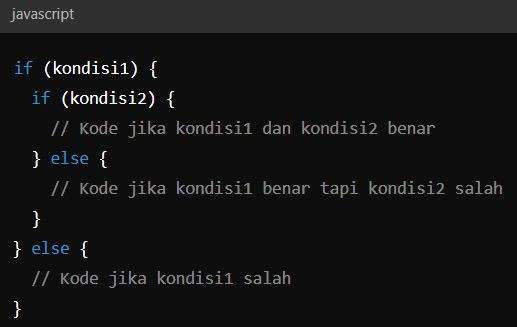 javascript
if (kondisi1) {
  if (kondisi2) {
    // Kode jika kondisi1 dan kondisi2 benar
  } else {
    // Kode jika kondisi1 benar tapi kondisi2 salah
  }
} else {
  // Kode jika kondisi1 salah
}